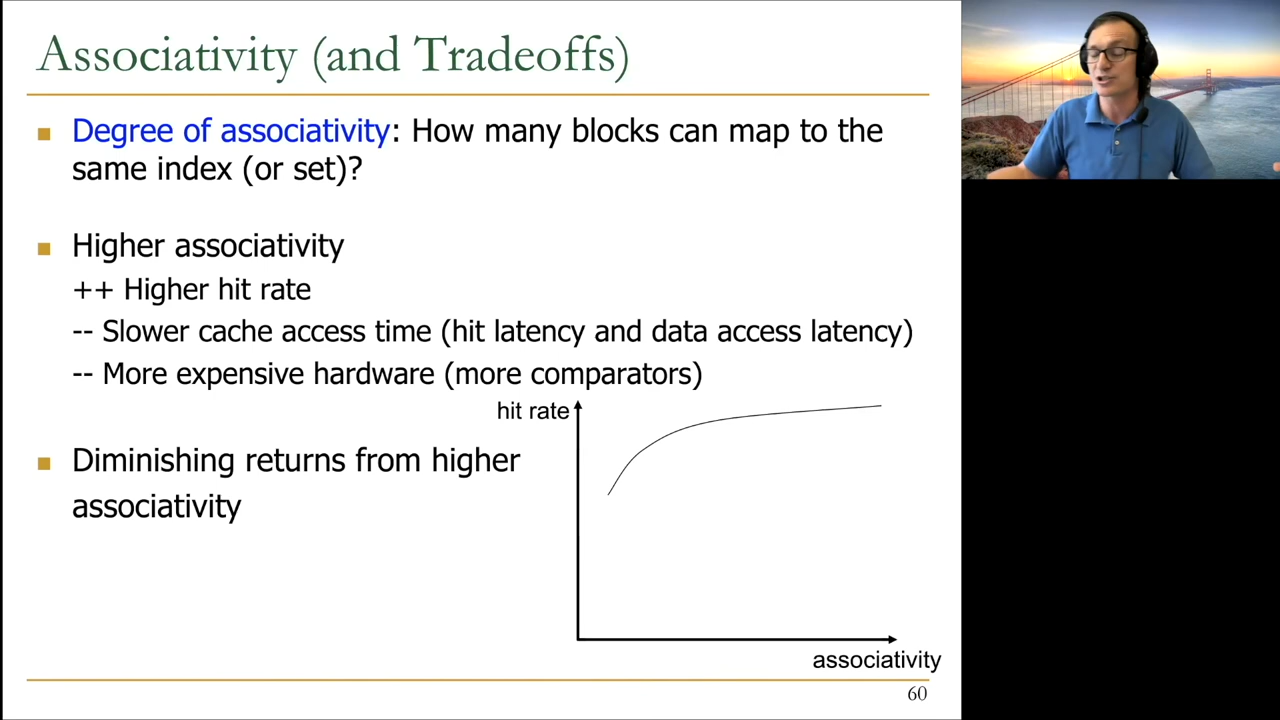 Associativity (and Tradeoffs)
Degree of associativity: How many blocks can map to the
same index (or set)?
Higher associativity
++ Higher hit rate
-- Slower cache access time (hit latency and data access latency)
-- More expensive hardware (more comparators)
hit rate
Diminishing returns from higher
associativity
associativity
60